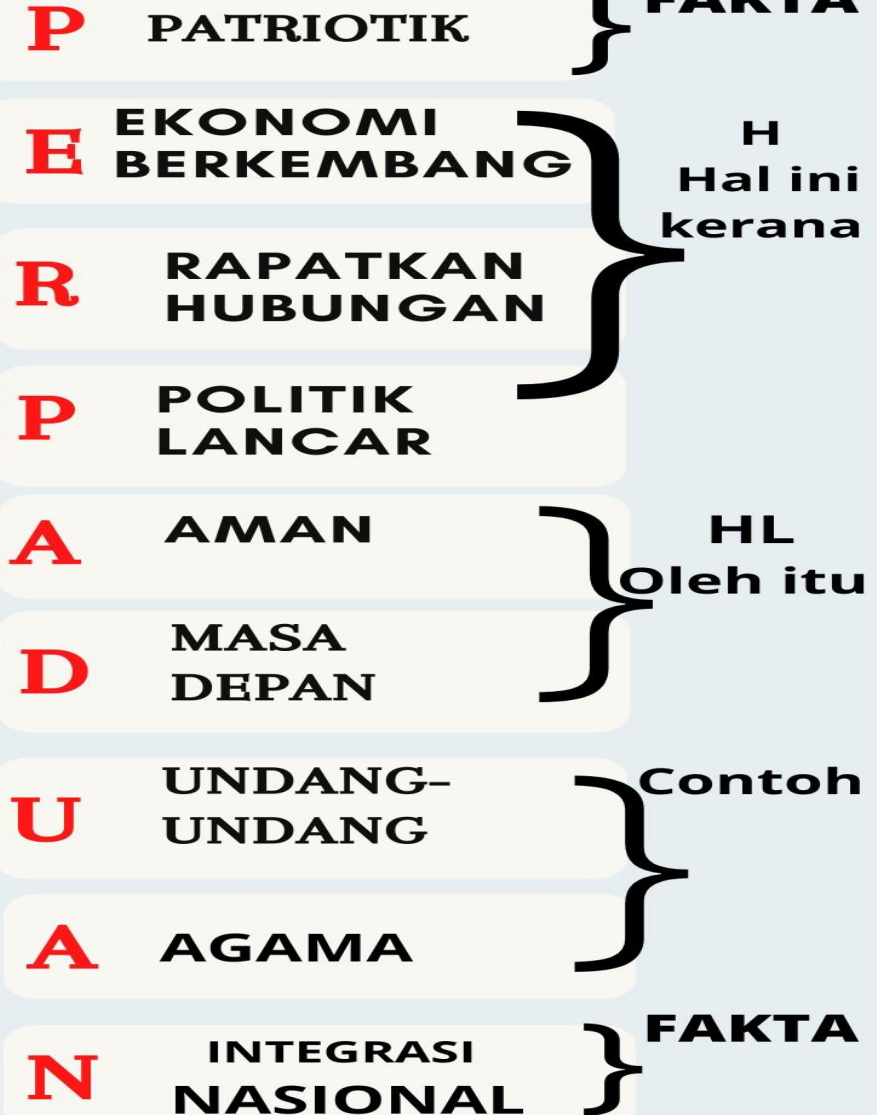 FAKTA
P PATRIOTIK
E EKONOMI
BERKEMBANG
H
Hal ini
kerana
R RAPATKAN
HUBUNGAN
P POLITIK
LANCAR
A AMAN
HL
Oleh itu
D MASA
DEPAN
U UNDANG-
UNDANG
Contoh
A AGAMA
FAKTA
N INTEGRASI
NASIONAL